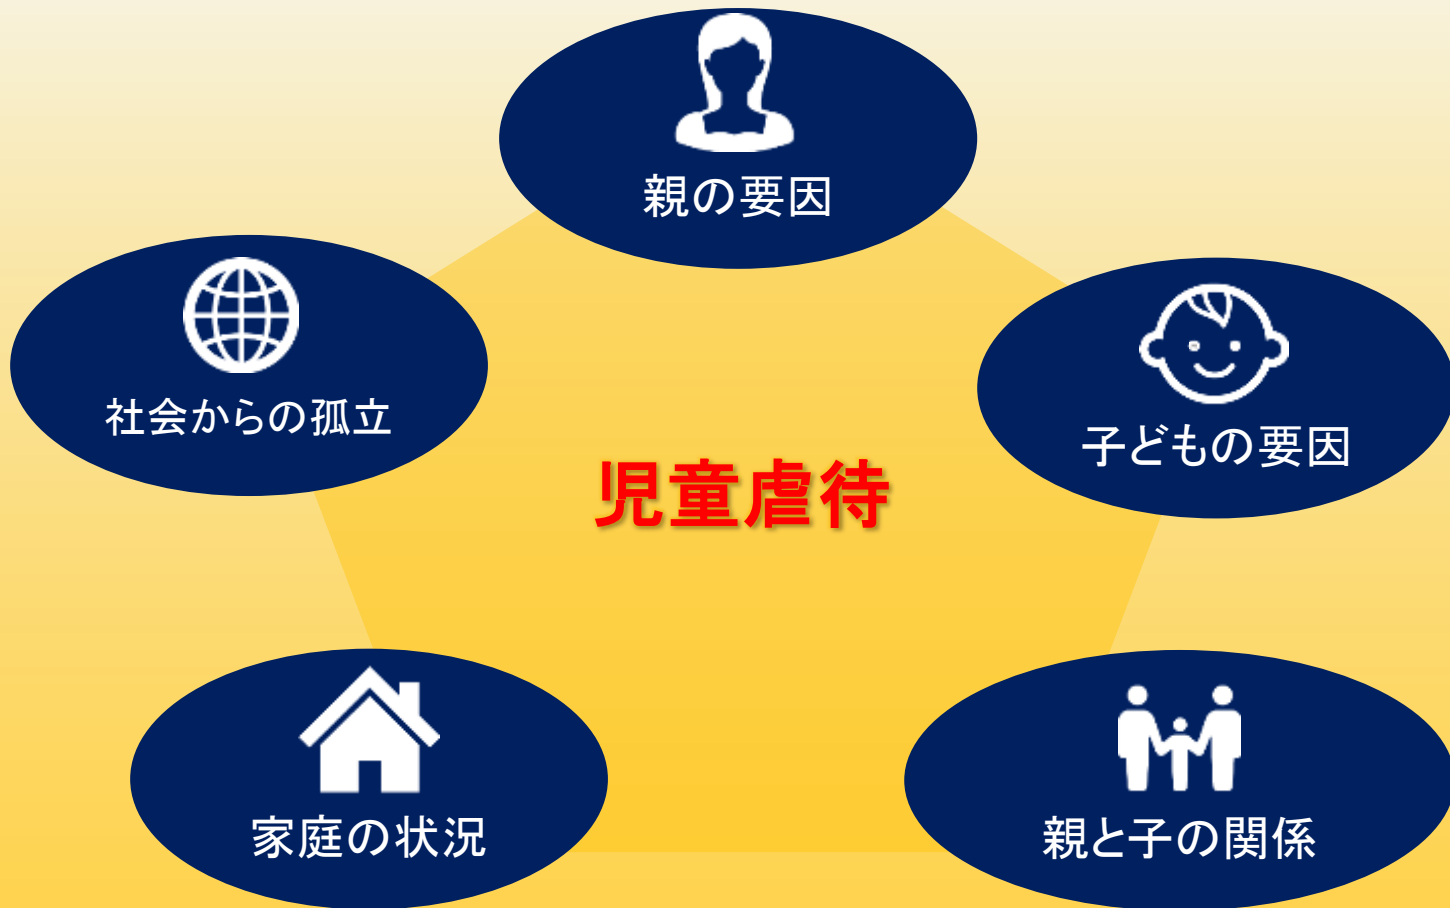 親の要因
社会からの孤立
子どもの要因
児童虐待
家庭の状況
親と子の関係